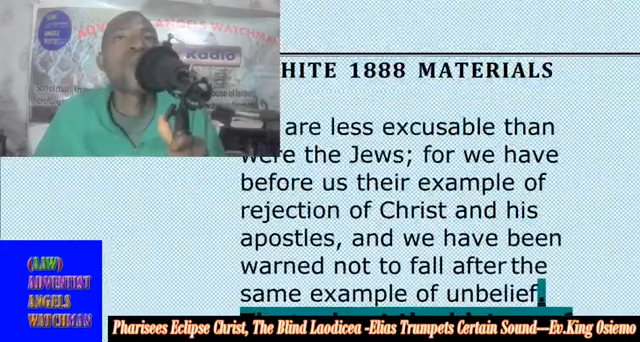 ADVENTIST ANGELS WATCHMAN
Radio
HITE 1888 MATERIALS
are less excusable than
were the Jews; for we have
before us their example of
rejection of Christ and his
apostles, and we have been
warned not to fall after the
same example of unbelief.
(AAW)
ADVENTIST
ANGELS
WATCHMAN
Pharisees Eclipse Christ, The Blind Laodicea -Elias Trumpets Certain Sound---Ev.King Osiemo